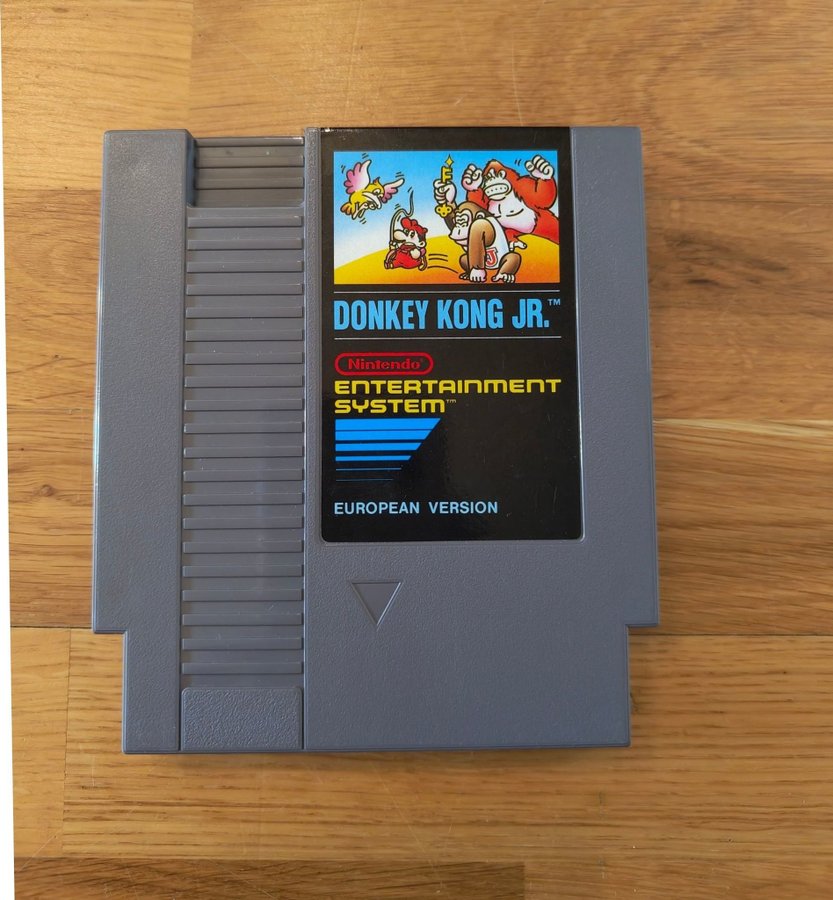 J
DONKEY KONG JR.™
Nintendo®
ENTERTAINMENT
SYSTEM™
EUROPEAN VERSION